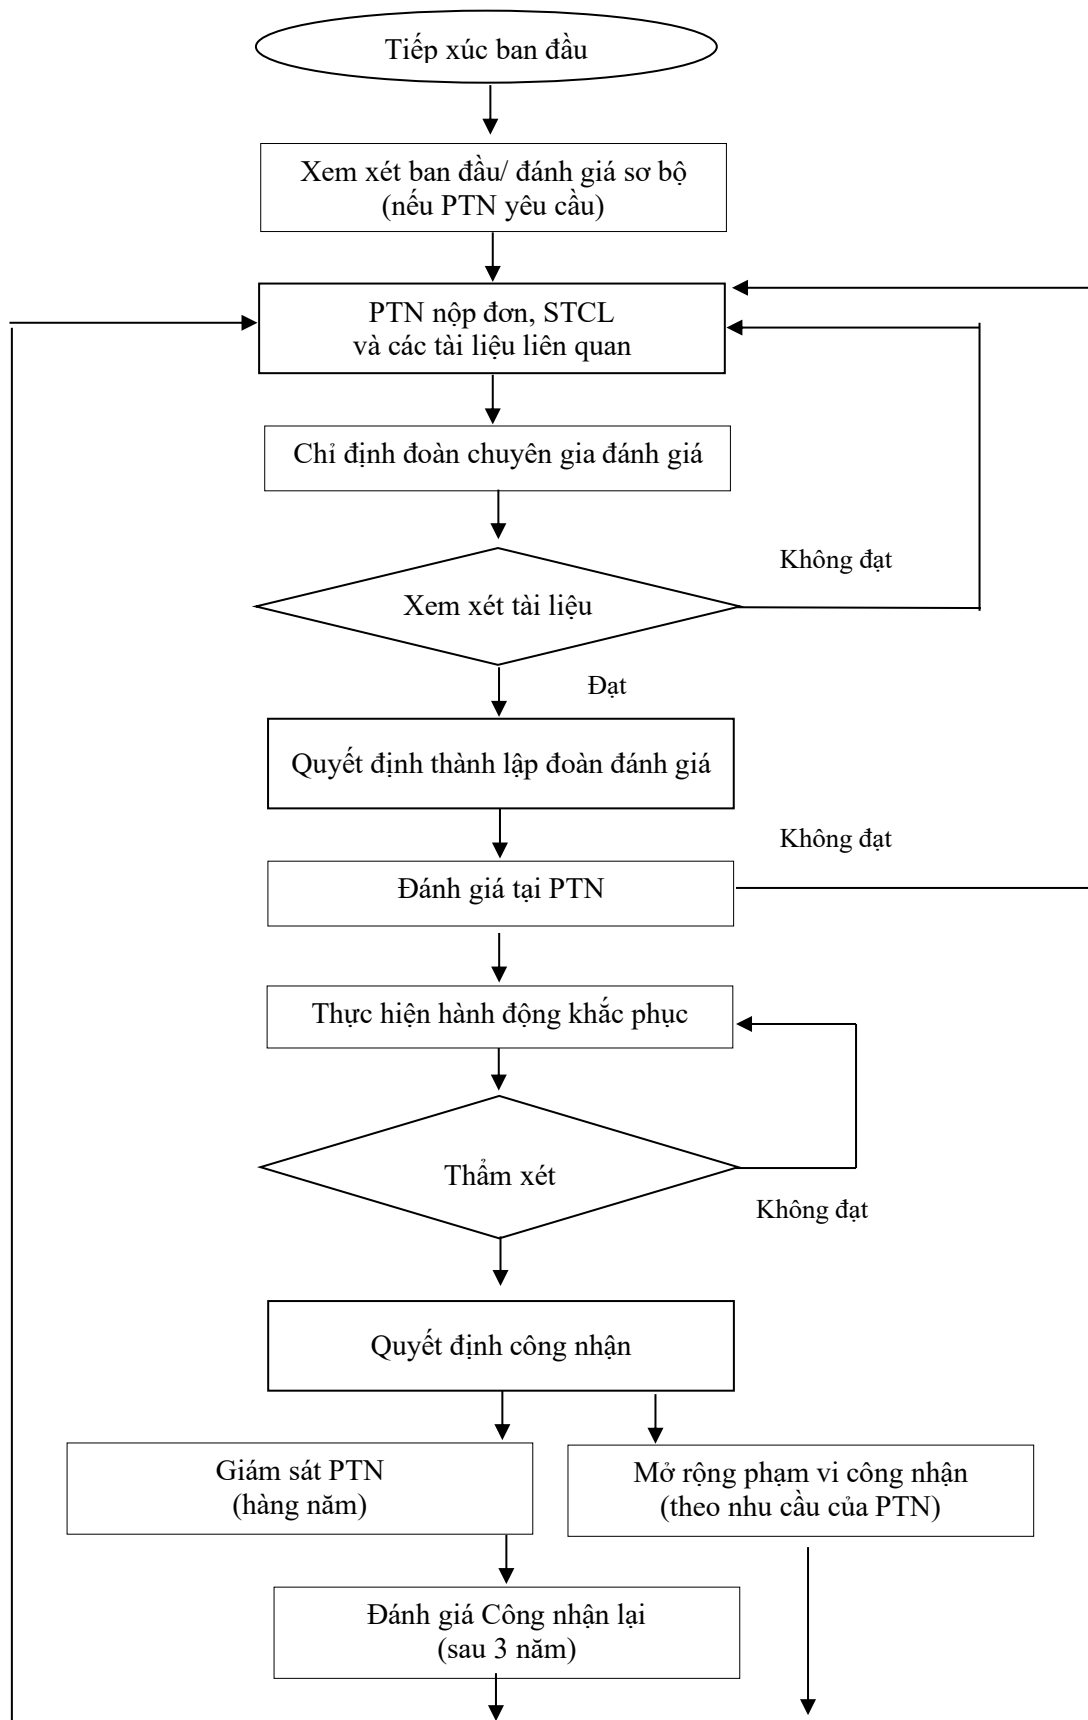 Tiếp xúc ban đầu
Xem xét ban đầu/ đánh giá sơ bộ
(nếu PTN yêu cầu)
PTN nộp đơn, STCL
và các tài liệu liên quan
Chỉ định đoàn chuyên gia đánh giá
Không đạt
Xem xét tài liệu
Đạt
Quyết định thành lập đoàn đánh giá
Không đạt
Đánh giá tại PTN
Thực hiện hành động khắc phục
Thẩm xét
Không đạt
Quyết định công nhận
Giám sát PTN
(hàng năm)
Mở rộng phạm vi công nhận
(theo nhu cầu của PTN)
Đánh giá Công nhận lại
(sau 3 năm)